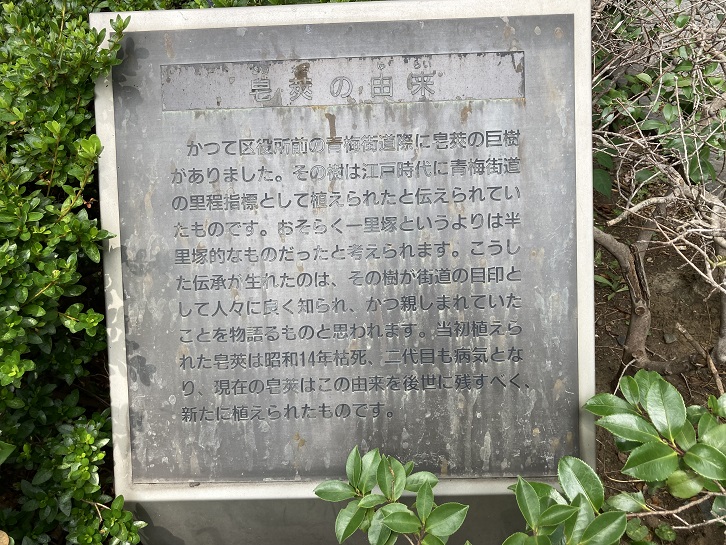 皂莢の由来
かつて区役所前の青梅街道際に皂莢の巨樹
がありました。その樹は江戸時代に青梅街道
の里程指標として植えられたと伝えられてい
たものです。おそらく一里塚というよりは半
里塚的なものだったと考えられます。こうし
た伝承が生れたのは、その樹が街道の目印と
して人々に良く知られ、かつ親しまれていた
ことを物語るものと思われます。当初植えら
れた皂莢は昭和14年枯死、二代目も病気とな
り、現在の皂莢はこの由来を後世に残すべく、
新たに植えられたものです。